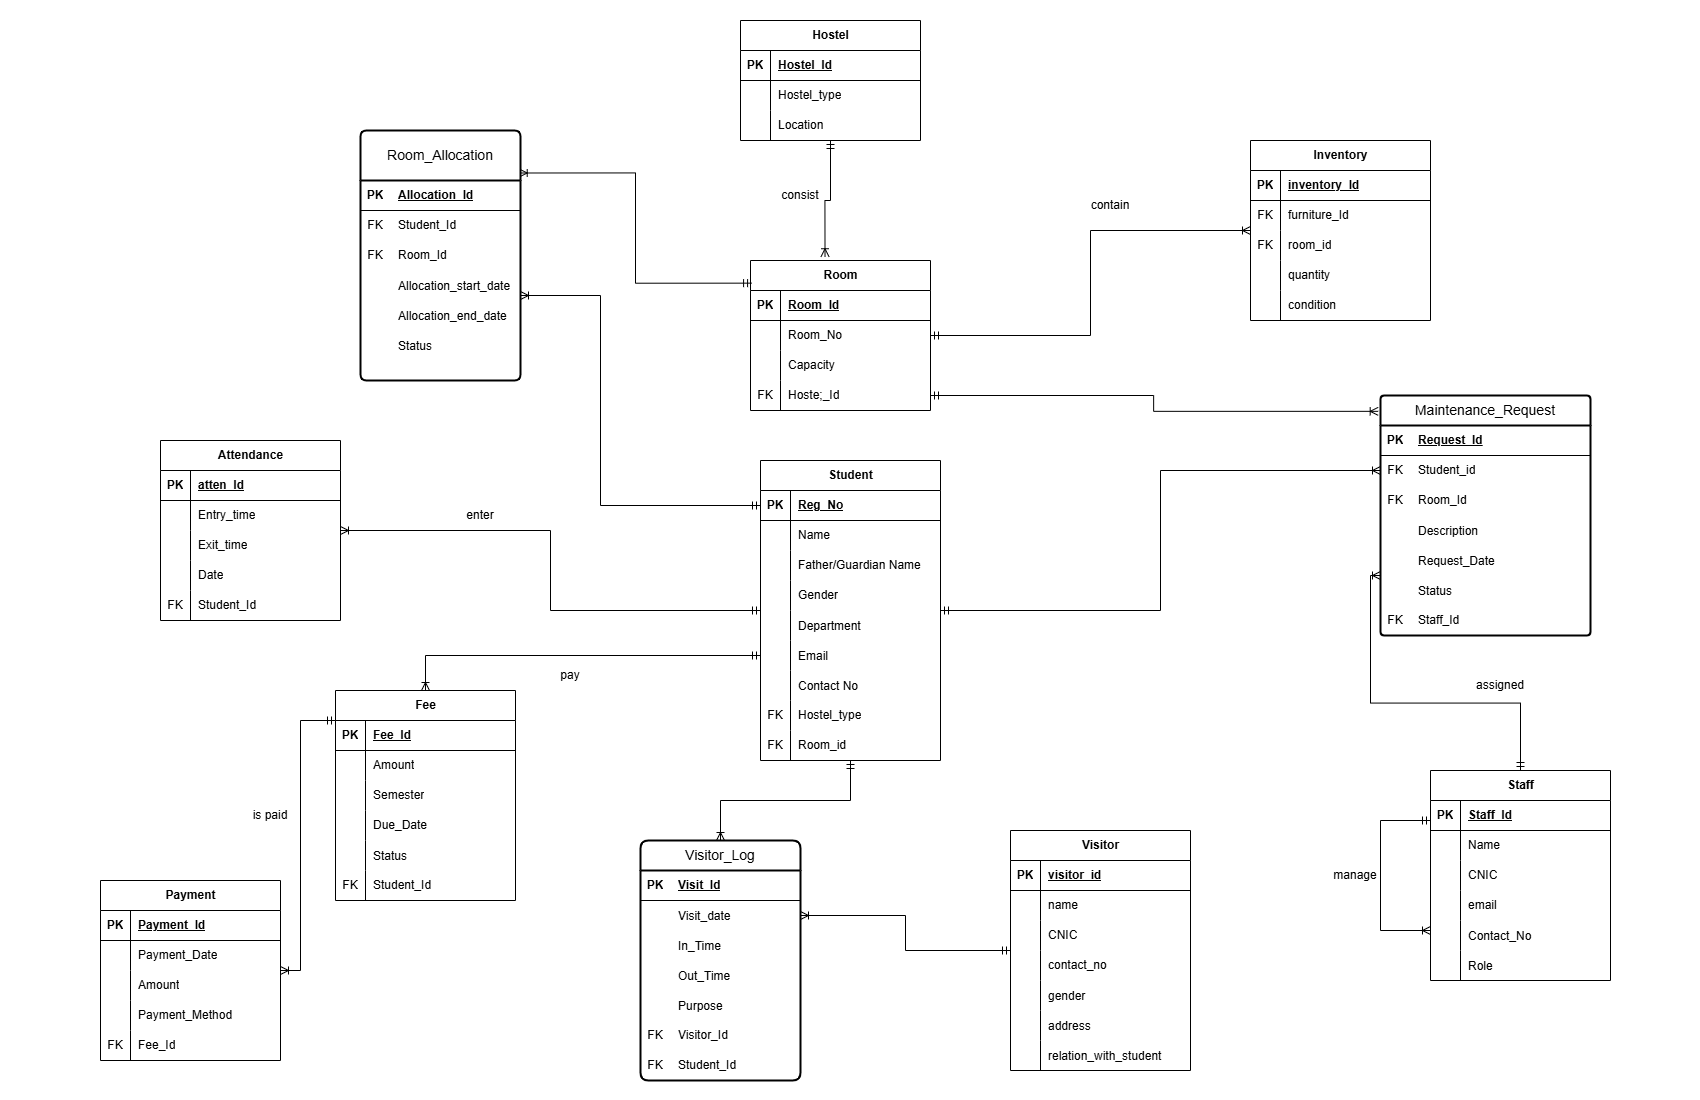 Hostel
PK Hostel_Id
Hostel_type
Location
Room_Allocation
PK Allocation_Id
FK Student_Id
FK Room_Id
Allocation_start_date
Allocation_end_date
Status
consist
contain
Inventory
PK inventory_Id
FK furniture_Id
FK room_id
quantity
condition
Room
PK Room_Id
Room_No
Capacity
FK Hoste;_Id
Maintenance_Request
PK Request_Id
FK Student_id
FK Room_Id
Description
Request_Date
Status
FK Staff_Id
Attendance
PK atten_Id
Entry_time
Exit_time
Date
FK Student_Id
enter
Student
PK Reg_No
Name
Father/Guardian Name
Gender
Department
Email
Contact No
FK Hostel_type
FK Room_id
pay
assigned
Fee
PK Fee_Id
Amount
Semester
Due_Date
Status
FK Student_Id
is paid
Payment
PK Payment_Id
Payment_Date
Amount
Payment_Method
FK Fee_Id
Visitor_Log
PK Visit_Id
Visit_date
In_Time
Out_Time
Purpose
FK Visitor_Id
FK Student_Id
Visitor
PK visitor_id
name
CNIC
contact_no
gender
address
relation_with_student
manage
Staff
PK Staff_Id
Name
CNIC
email
Contact_No
Role